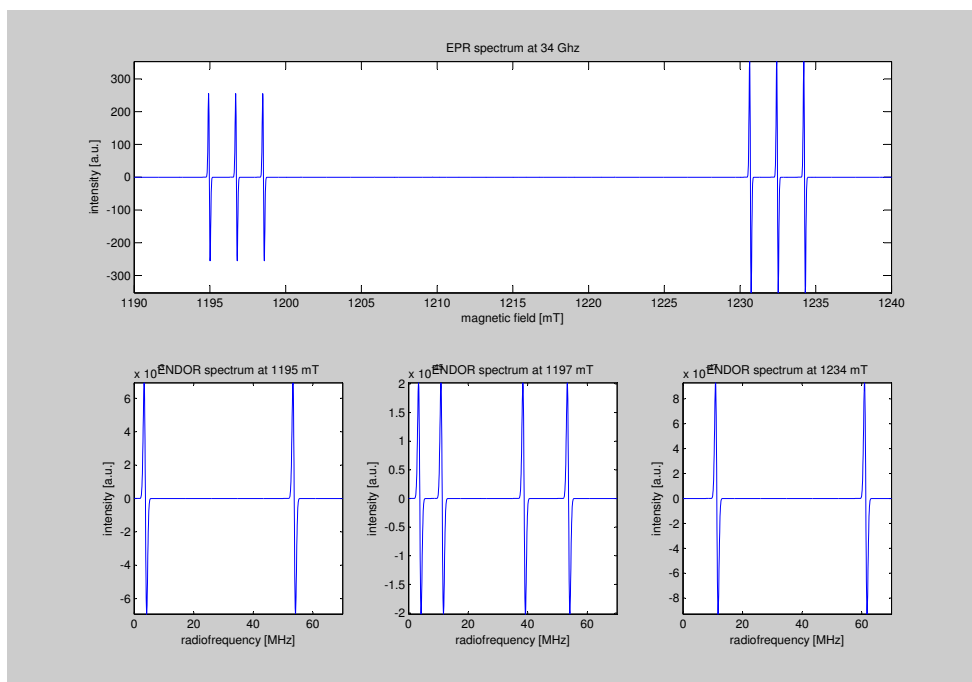 EPR spectrum at 34 Ghz
intensity [a.u.]
300
200
100
0
-100
-200
-300
1190 1195 1200 1205 1210 1215 1220 1225 1230 1235 1240
magnetic field [mT]
ENDOR spectrum at 1195 mT
x 10
intensity [a.u.]
6
4
2
0
-2
-4
-6
0 20 40 60
radiofrequency [MHz]
ENDOR spectrum at 1197 mT
x 10
intensity [a.u.]
2
1.5
1
0.5
0
-0.5
-1
-1.5
-2
0 20 40 60
radiofrequency [MHz]
ENDOR spectrum at 1234 mT
x 10
intensity [a.u.]
8
6
4
2
0
-2
-4
-6
-8
0 20 40 60
radiofrequency [MHz]